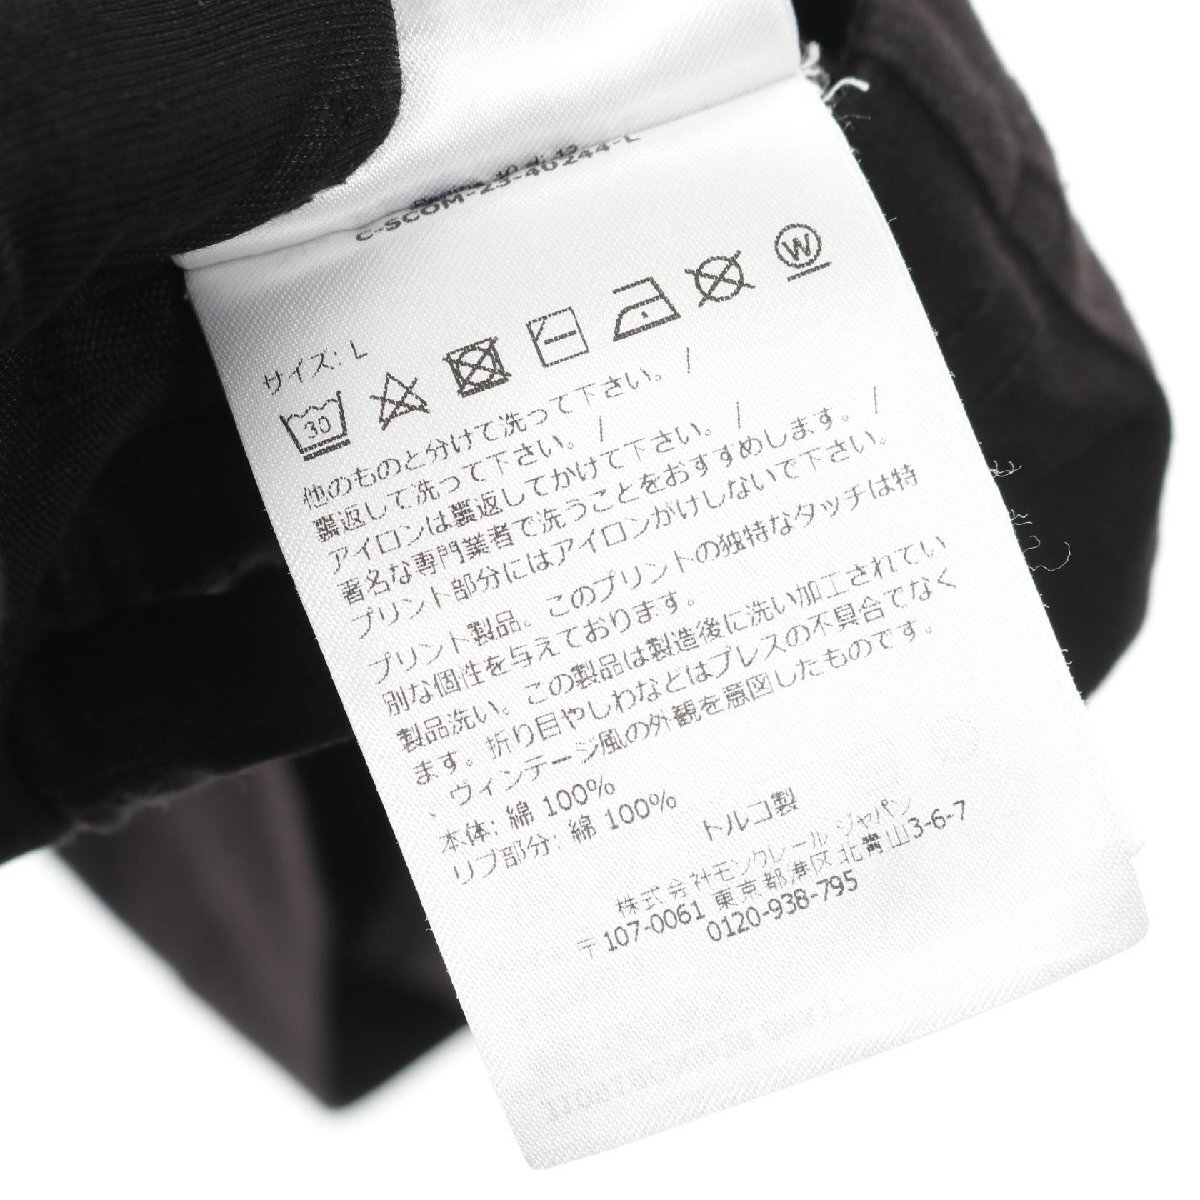 C-SCOM-23-40244-L
サイズ: L
30
W
他のものと分けて洗って下さい。/
裏返して洗って下さい。/
アイロンは裏返してかけて下さい。/
著名な専門業者で洗うことをおすすめします。/
プリント部分にはアイロンがけしないで下さい。
プリント製品。このプリントの独特なタッチは特
別な個性を与えております。
製品洗い。この製品は製造後に洗い加工されてい
ます。折り目やしわなどはプレスの不具合でなく
、ヴィンテージ風の外観を意図したものです。
本体: 綿 100%
リブ部分: 綿 100%
トルコ製
株式会社モンクレール ジャパン
〒107-0061 東京都港区北青山3-6-7
0120-938-795